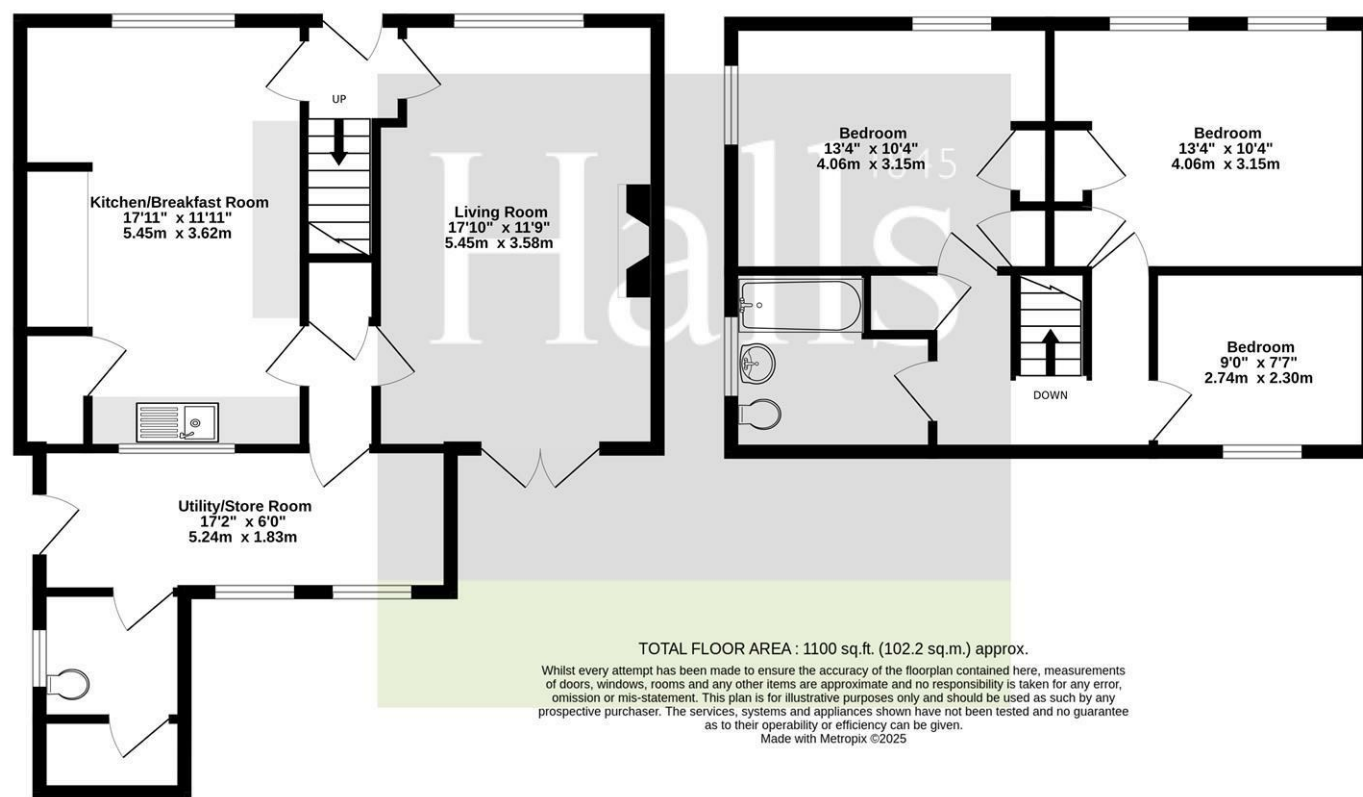 UP
Kitchen/Breakfast Room
17'11" x 11'11"
5.45m x 3.62m
Living Room
17'10" x 11'9"
5.45m x 3.58m
Utility/Store Room
17'2" x 6'0"
5.24m x 1.83m
Bedroom
13'4" x 10'4"
4.06m x 3.15m
Bedroom
13'4" x 10'4"
4.06m x 3.15m
Bedroom
9'0" x 7'7"
2.74m x 2.30m
DOWN
Halls
1845
TOTAL FLOOR AREA : 1100 sq.ft. (102.2 sq.m.) approx.
Whilst every attempt has been made to ensure the accuracy of the floorplan contained here, measurements
of doors, windows, rooms and any other items are approximate and no responsibility is taken for any error,
omission or mis-statement. This plan is for illustrative purposes only and should be used as such by any
prospective purchaser. The services, systems and appliances shown have not been tested and no guarantee
as to their operability or efficiency can be given.
Made with Metropix ©2025